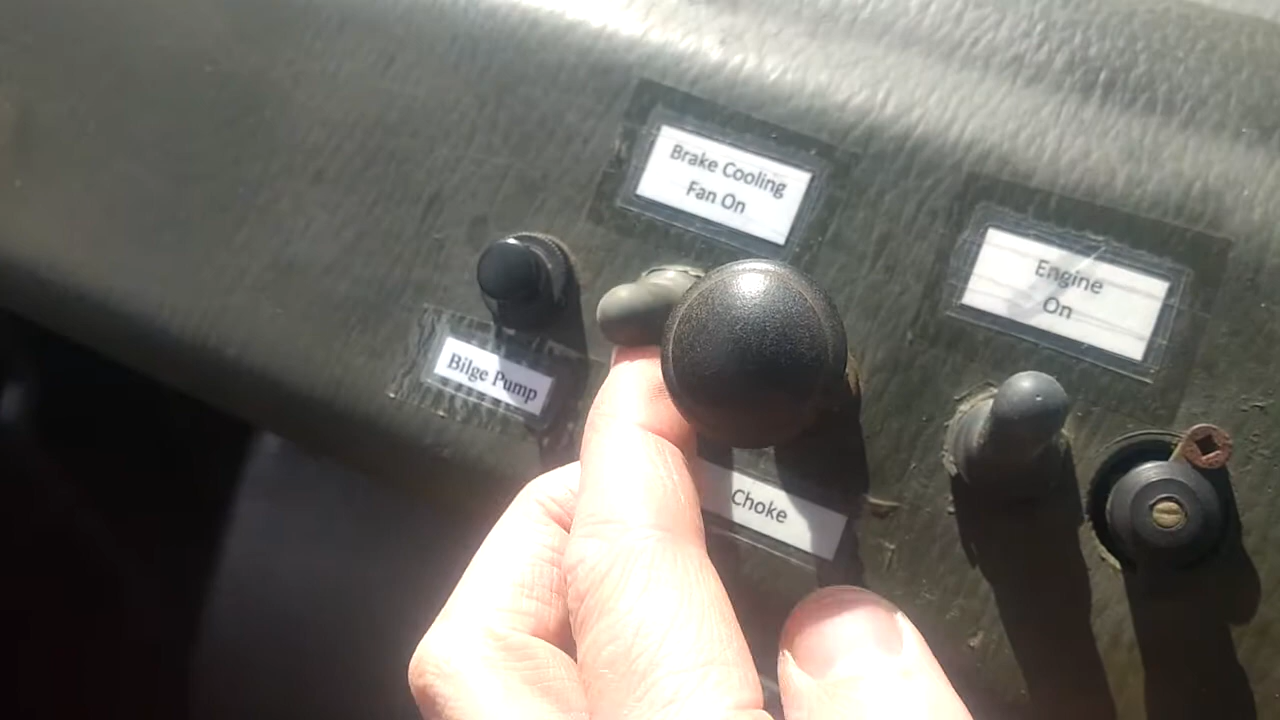 Brake Cooling
Fan On
Engine
On
Bilge Pump
Choke